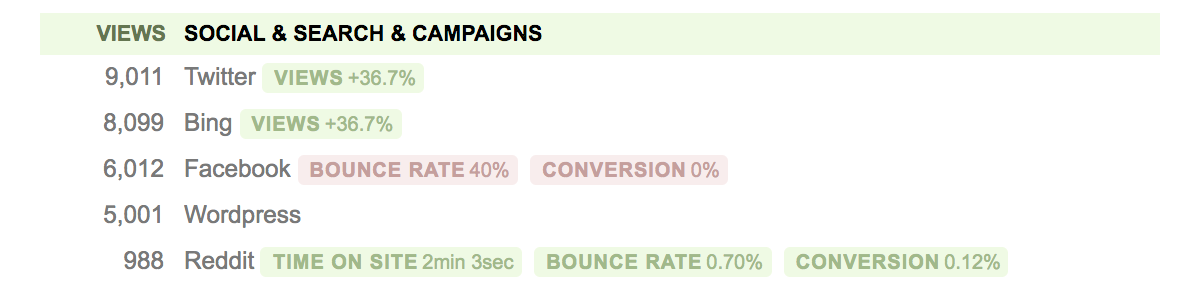 VIEWS SOCIAL & SEARCH & CAMPAIGNS
9,011 Twitter VIEWS +36.7%
8,099 Bing VIEWS +36.7%
6,012 Facebook BOUNCE RATE 40% CONVERSION 0%
5,001 Wordpress
988 Reddit TIME ON SITE 2min 3sec BOUNCE RATE 0.70% CONVERSION 0.12%